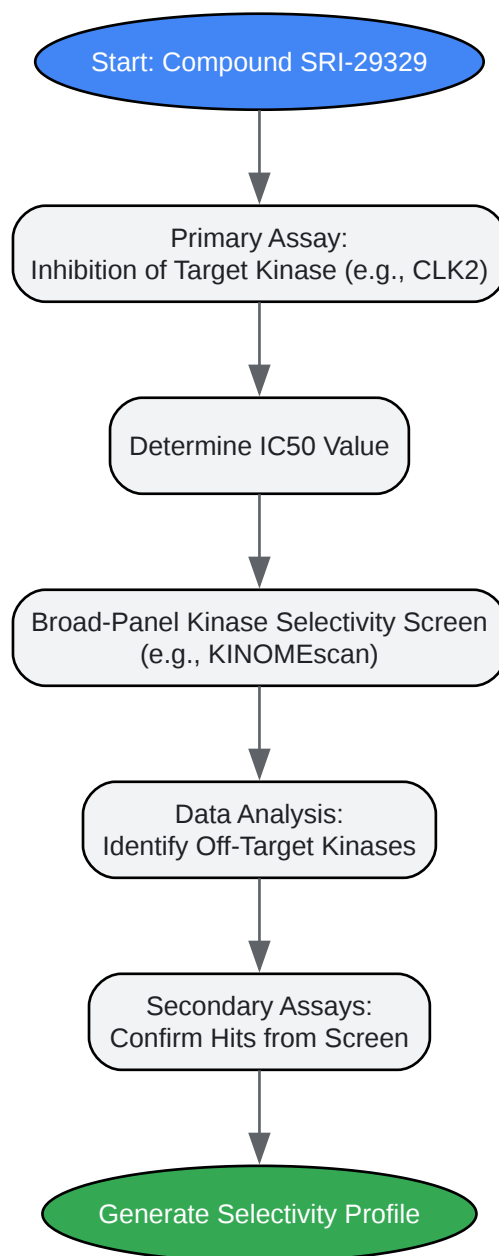 Start: Compound SRI-29329
Primary Assay:
Inhibition of Target Kinase (e.g., CLK2)
Determine IC50 Value
Broad-Panel Kinase Selectivity Screen
(e.g., KINOMEscan)
Data Analysis:
Identify Off-Target Kinases
Secondary Assays:
Confirm Hits from Screen
Generate Selectivity Profile